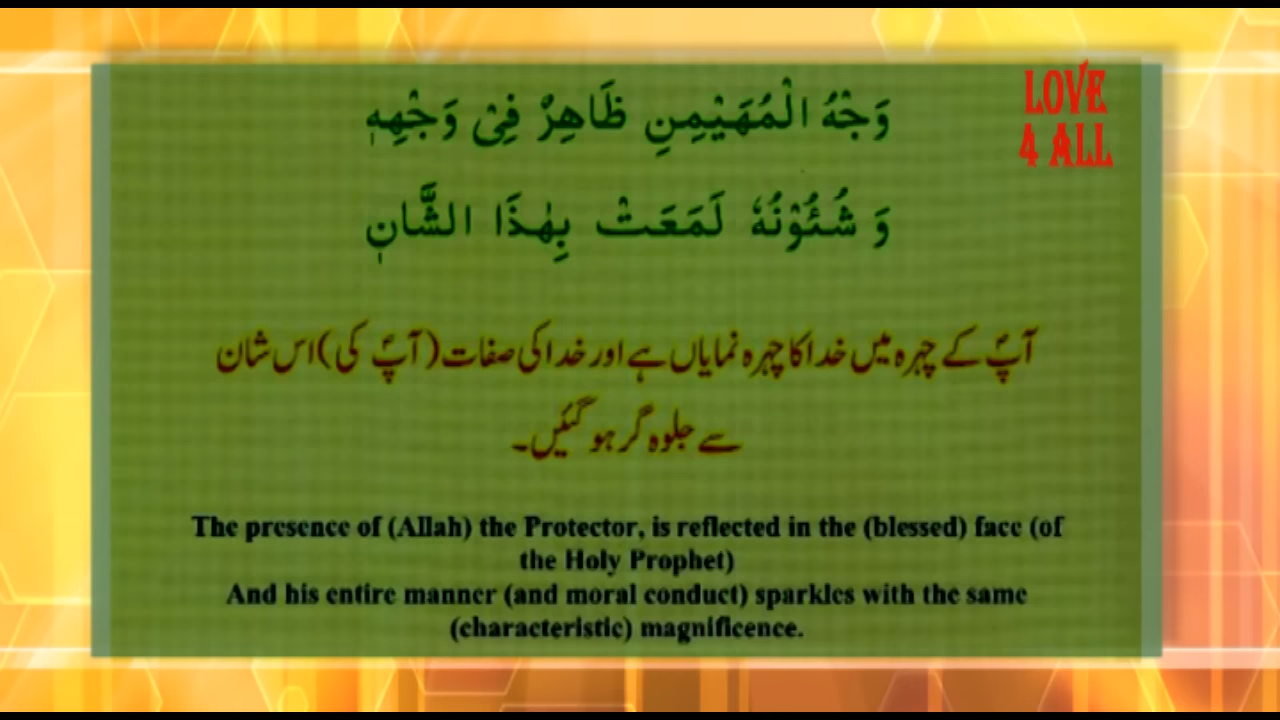 LOVE
4 ALL
وَجْهُ الْمُهَيْمِنِ ظَاهِرٌ فِىْ وَجْهِهٖ
وَ شُئُوْنُهٗ لَمَعَتْ بِهٰذَا الشَّانٖ
آپؐ کے چہرہ میں خدا کا چہرہ نمایاں ہے اور خدا کی صفات (آپؐ کی) اس شان
سے جلوہ گر ہو گئیں۔
The presence of (Allah) the Protector, is reflected in the (blessed) face (of
the Holy Prophet)
And his entire manner (and moral conduct) sparkles with the same
(characteristic) magnificence.